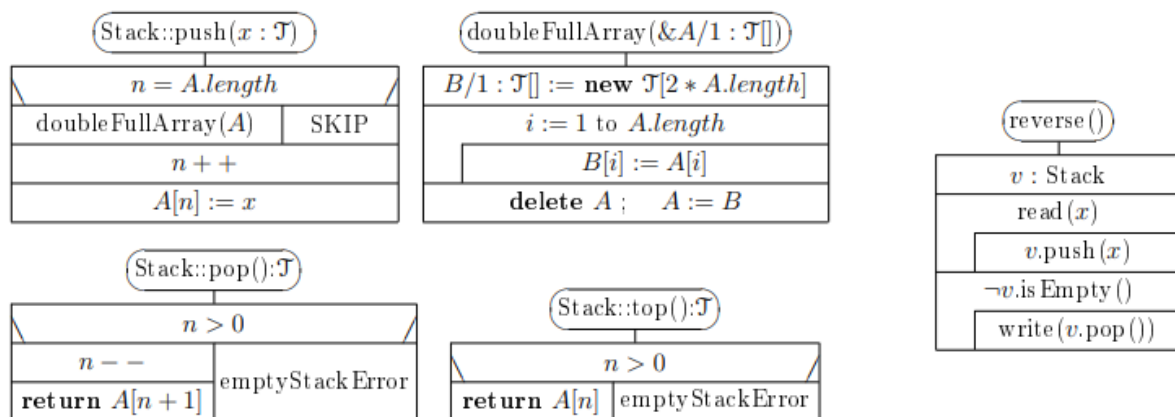 Stack::push(x : 𝒯)
n = A.length
doubleFullArray(A) SKIP
n + +
A[n] := x
doubleFullArray(&A/1 : 𝒯[])
B/1 : 𝒯[] := new 𝒯[2 * A.length]
i := 1 to A.length
B[i] := A[i]
delete A ; A := B
Stack::pop():𝒯
n > 0
n − −
return A[n + 1]
emptyStackError
Stack::top():𝒯
n > 0
return A[n] emptyStackError
reverse()
v : Stack
read(x)
v.push(x)
¬v.isEmpty()
write(v.pop())